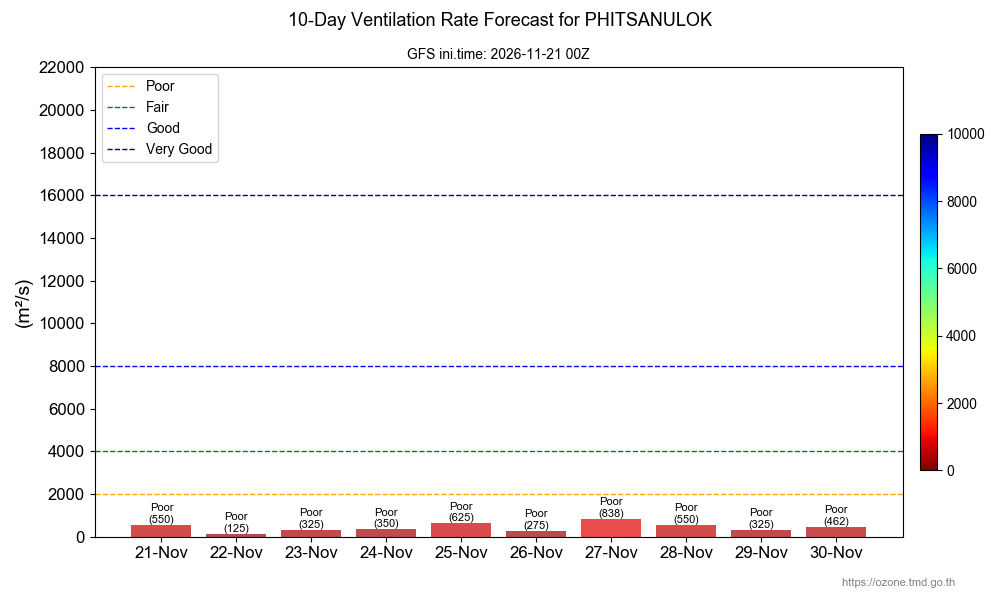 10-Day Ventilation Rate Forecast for PHITSANULOK
GFS ini.time: 2026-11-21 00Z
(m²/s)
22000
20000
18000
16000
14000
12000
10000
8000
6000
4000
2000
0
Poor
Fair
Good
Very Good
Poor
(550)
Poor
(125)
Poor
(325)
Poor
(350)
Poor
(625)
Poor
(275)
Poor
(838)
Poor
(550)
Poor
(325)
Poor
(462)
21-Nov 22-Nov 23-Nov 24-Nov 25-Nov 26-Nov 27-Nov 28-Nov 29-Nov 30-Nov
10000
8000
6000
4000
2000
0
https://ozone.tmd.go.th